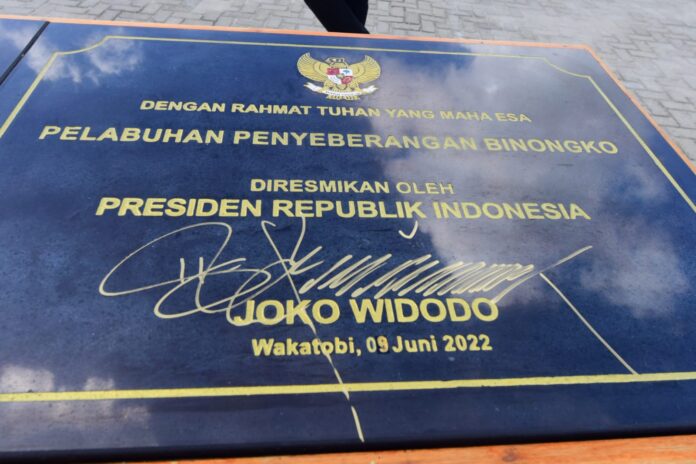 DENGAN RAHMAT TUHAN YANG MAHA ESA
PELABUHAN PENYEBERANGAN BINONGKO
DIRESMIKAN OLEH
PRESIDEN REPUBLIK INDONESIA
JOKO WIDODO
Wakatobi, 09 Juni 2022